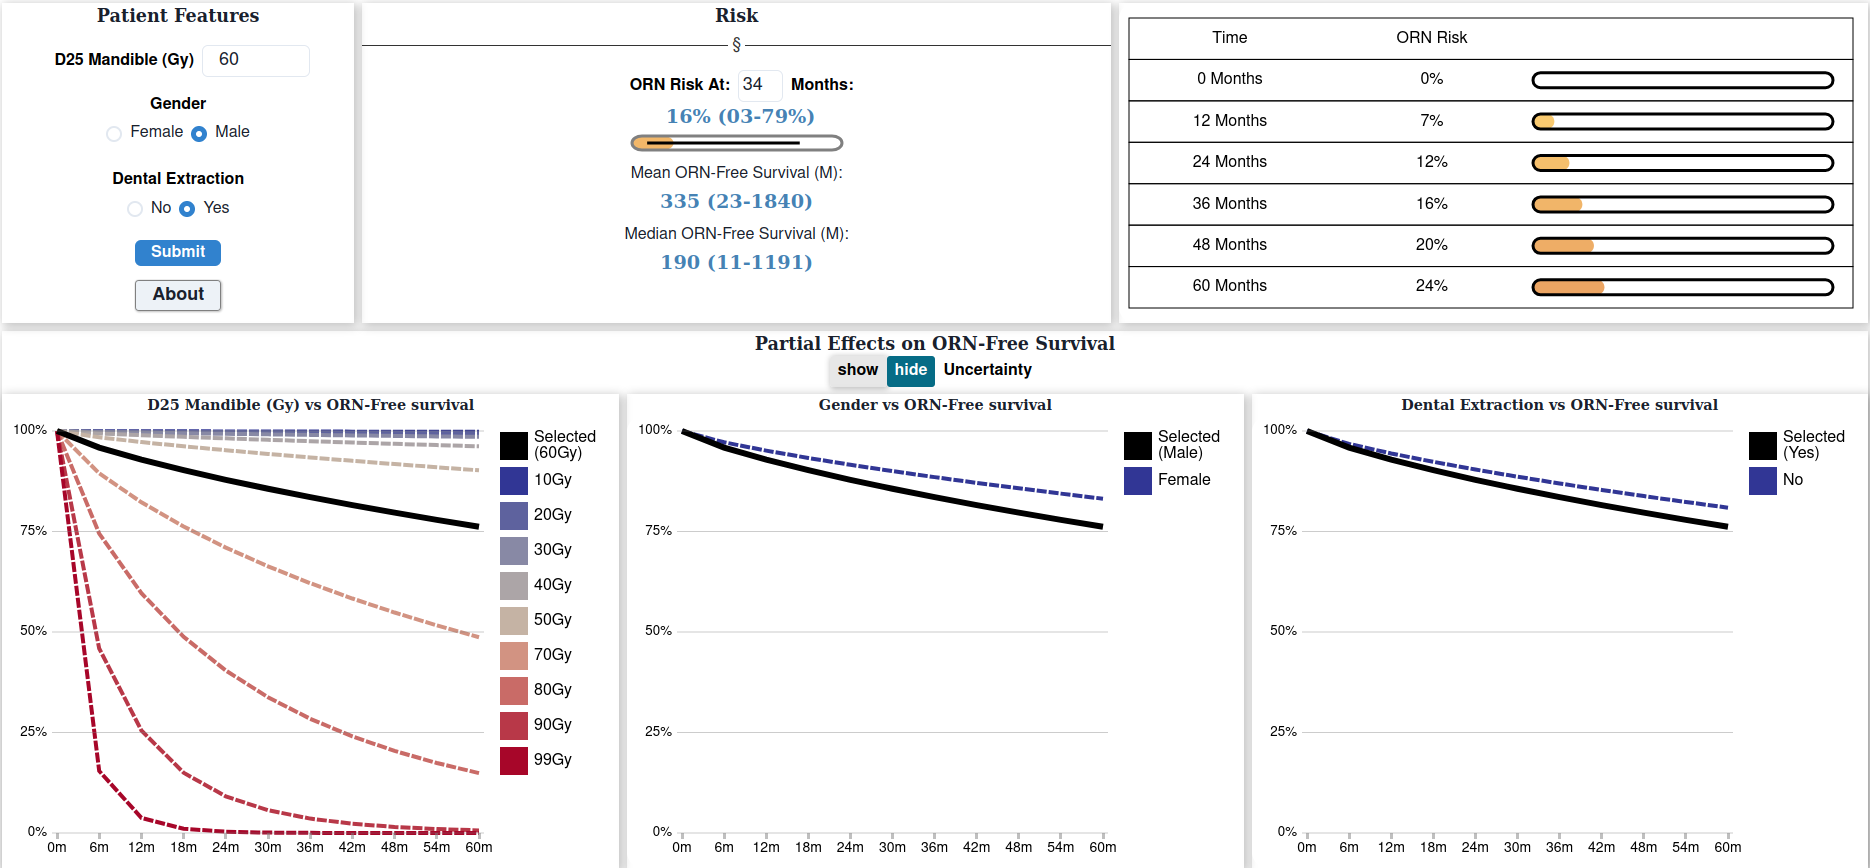 Patient Features
D25 Mandible (Gy) 60
Gender
Female Male
Dental Extraction
No Yes
Submit
About
Risk
§
ORN Risk At: 34 Months:
16% (03-79%)
Mean ORN-Free Survival (M):
335 (23-1840)
Median ORN-Free Survival (M):
190 (11-1191)
Time ORN Risk
0 Months 0%
12 Months 7%
24 Months 12%
36 Months 16%
48 Months 20%
60 Months 24%
Partial Effects on ORN-Free Survival
show hide Uncertainty
D25 Mandible (Gy) vs ORN-Free survival
100%
75%
50%
25%
0%
0m 6m 12m 18m 24m 30m 36m 42m 48m 54m 60m
Selected
(60Gy)
10Gy
20Gy
30Gy
40Gy
50Gy
70Gy
80Gy
90Gy
99Gy
Gender vs ORN-Free survival
100%
75%
50%
25%
0%
0m 6m 12m 18m 24m 30m 36m 42m 48m 54m 60m
Selected
(Male)
Female
Dental Extraction vs ORN-Free survival
100%
75%
50%
25%
0%
0m 6m 12m 18m 24m 30m 36m 42m 48m 54m 60m
Selected
(Yes)
No